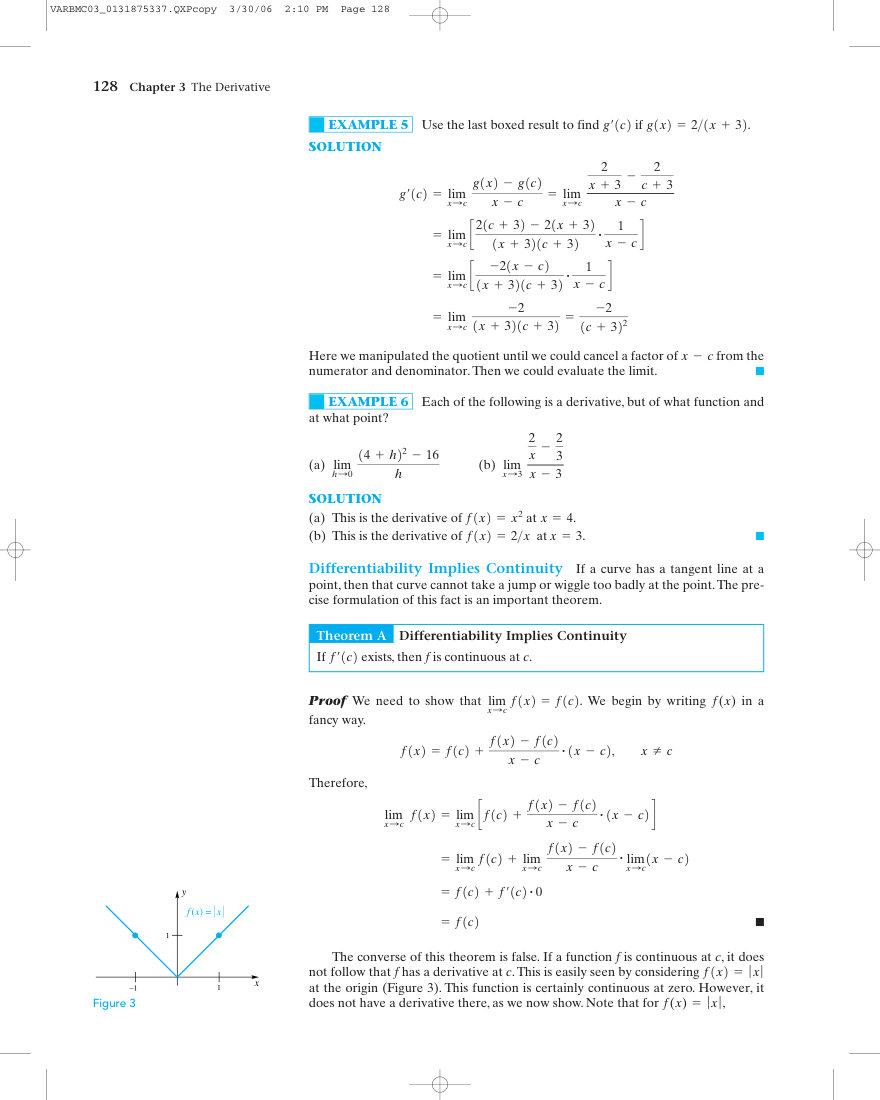 VARBMC03_0131875337.QXPcopy 3/30/06 2:10 PM Page 128
128 Chapter 3 The Derivative
EXAMPLE 5 Use the last boxed result to find g′(c) if g(x) = 2/(x + 3).
SOLUTION
g′(c) = lim_{x→c} (g(x) − g(c))/(x − c) = lim_{x→c} (2/(x + 3) − 2/(c + 3))/(x − c)
= lim_{x→c} [(2(c + 3) − 2(x + 3))/((x + 3)(c + 3)) · 1/(x − c)]
= lim_{x→c} [−2(x − c)/((x + 3)(c + 3)) · 1/(x − c)]
= lim_{x→c} −2/((x + 3)(c + 3)) = −2/(c + 3)²
Here we manipulated the quotient until we could cancel a factor of x − c from the
numerator and denominator. Then we could evaluate the limit.
EXAMPLE 6 Each of the following is a derivative, but of what function and
at what point?
(a) lim_{h→0} ((4 + h)² − 16)/h (b) lim_{x→3} (2/x − 2/3)/(x − 3)
SOLUTION
(a) This is the derivative of f(x) = x² at x = 4.
(b) This is the derivative of f(x) = 2/x at x = 3.
Differentiability Implies Continuity If a curve has a tangent line at a
point, then that curve cannot take a jump or wiggle too badly at the point. The pre-
cise formulation of this fact is an important theorem.
Theorem A Differentiability Implies Continuity
If f′(c) exists, then f is continuous at c.
Proof We need to show that lim_{x→c} f(x) = f(c). We begin by writing f(x) in a
fancy way.
f(x) = f(c) + (f(x) − f(c))/(x − c) · (x − c), x ≠ c
Therefore,
lim_{x→c} f(x) = lim_{x→c} [f(c) + (f(x) − f(c))/(x − c) · (x − c)]
= lim_{x→c} f(c) + lim_{x→c} (f(x) − f(c))/(x − c) · lim_{x→c} (x − c)
= f(c) + f′(c) · 0
= f(c)
The converse of this theorem is false. If a function f is continuous at c, it does
not follow that f has a derivative at c. This is easily seen by considering f(x) = |x|
at the origin (Figure 3). This function is certainly continuous at zero. However, it
does not have a derivative there, as we now show. Note that for f(x) = |x|,
y
f(x) = |x|
1
−1 1 x
Figure 3